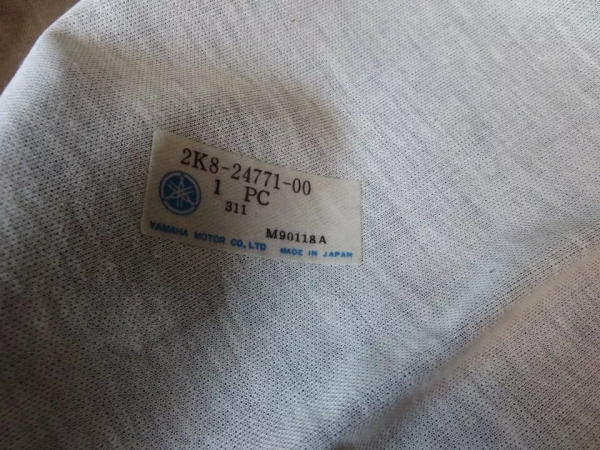 2K8-24771-00
1 PC
311
M90118A
YAMAHA MOTOR CO., LTD MADE IN JAPAN